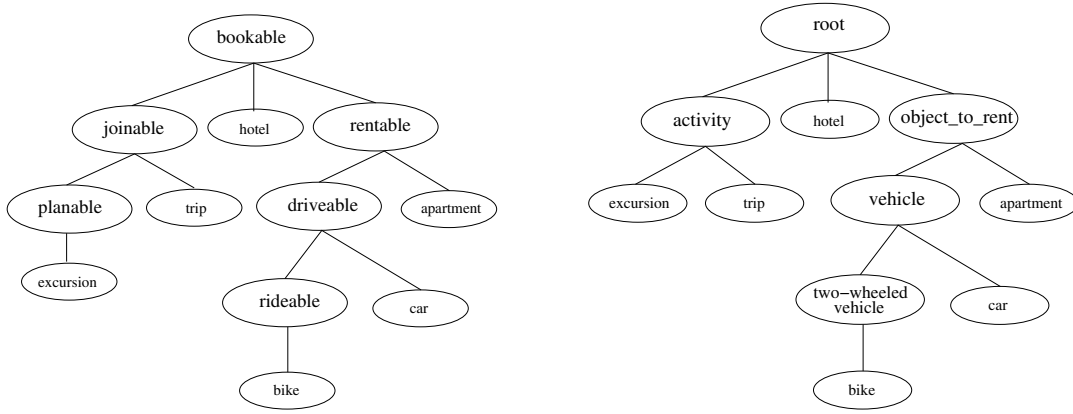 bookable
joinable
hotel
rentable
planable
trip
driveable
apartment
excursion
rideable
car
bike
root
activity
hotel
object_to_rent
excursion
trip
vehicle
apartment
two-wheeled
vehicle
car
bike